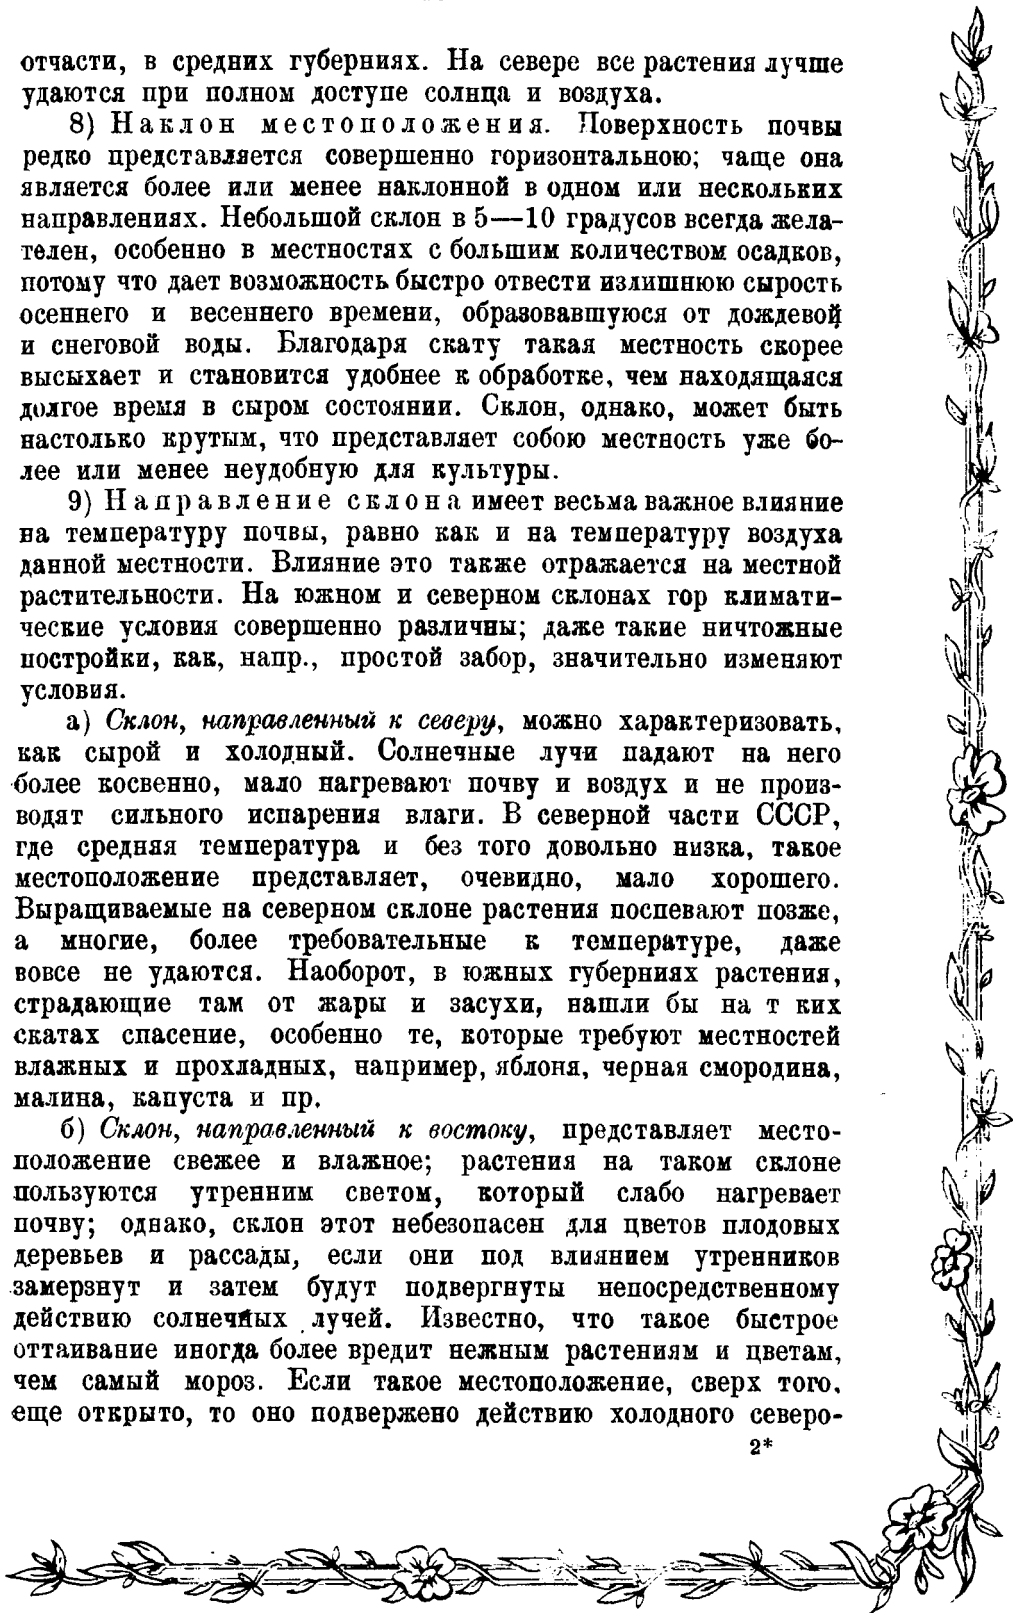 отчасти, в средних губерниях. На севере все растения лучше
удаются при полном доступе солнца и воздуха.
8) Наклон местоположения. Поверхность почвы
редко представляется совершенно горизонтальною; чаще она
является более или менее наклонной в одном или нескольких
направлениях. Небольшой склон в 5—10 градусов всегда жела-
телен, особенно в местностях с большим количеством осадков,
потому что дает возможность быстро отвести излишнюю сырость
осеннего и весеннего времени, образовавшуюся от дождевой
и снеговой воды. Благодаря скату такая местность скорее
высыхает и становится удобнее к обработке, чем находящаяся
долгое время в сыром состоянии. Склон, однако, может быть
настолько крутым, что представляет собою местность уже бо-
лее или менее неудобную для культуры.
9) Направление склона имеет весьма важное влияние
на температуру почвы, равно как и на температуру воздуха
данной местности. Влияние это также отражается на местной
растительности. На южном и северном склонах гор климати-
ческие условия совершенно различны; даже такие ничтожные
постройки, как, напр., простой забор, значительно изменяют
условия.
а) Склон, направленный к северу, можно характеризовать,
как сырой и холодный. Солнечные лучи падают на него
более косвенно, мало нагревают почву и воздух и не произ-
водят сильного испарения влаги. В северной части СССР,
где средняя температура и без того довольно низка, такое
местоположение представляет, очевидно, мало хорошего.
Выращиваемые на северном склоне растения поспевают позже,
а многие, более требовательные к температуре, даже
вовсе не удаются. Наоборот, в южных губерниях растения,
страдающие там от жары и засухи, нашли бы на т ких
скатах спасение, особенно те, которые требуют местностей
влажных и прохладных, например, яблоня, черная смородина,
малина, капуста и пр.
б) Склон, направленный к востоку, представляет место-
положение свежее и влажное; растения на таком склоне
пользуются утренним светом, который слабо нагревает
почву; однако, склон этот небезопасен для цветов плодовых
деревьев и рассады, если они под влиянием утренников
замерзнут и затем будут подвергнуты непосредственному
действию солнечных лучей. Известно, что такое быстрое
оттаивание иногда более вредит нежным растениям и цветам,
чем самый мороз. Если такое местоположение, сверх того,
еще открыто, то оно подвержено действию холодного северо-
2*